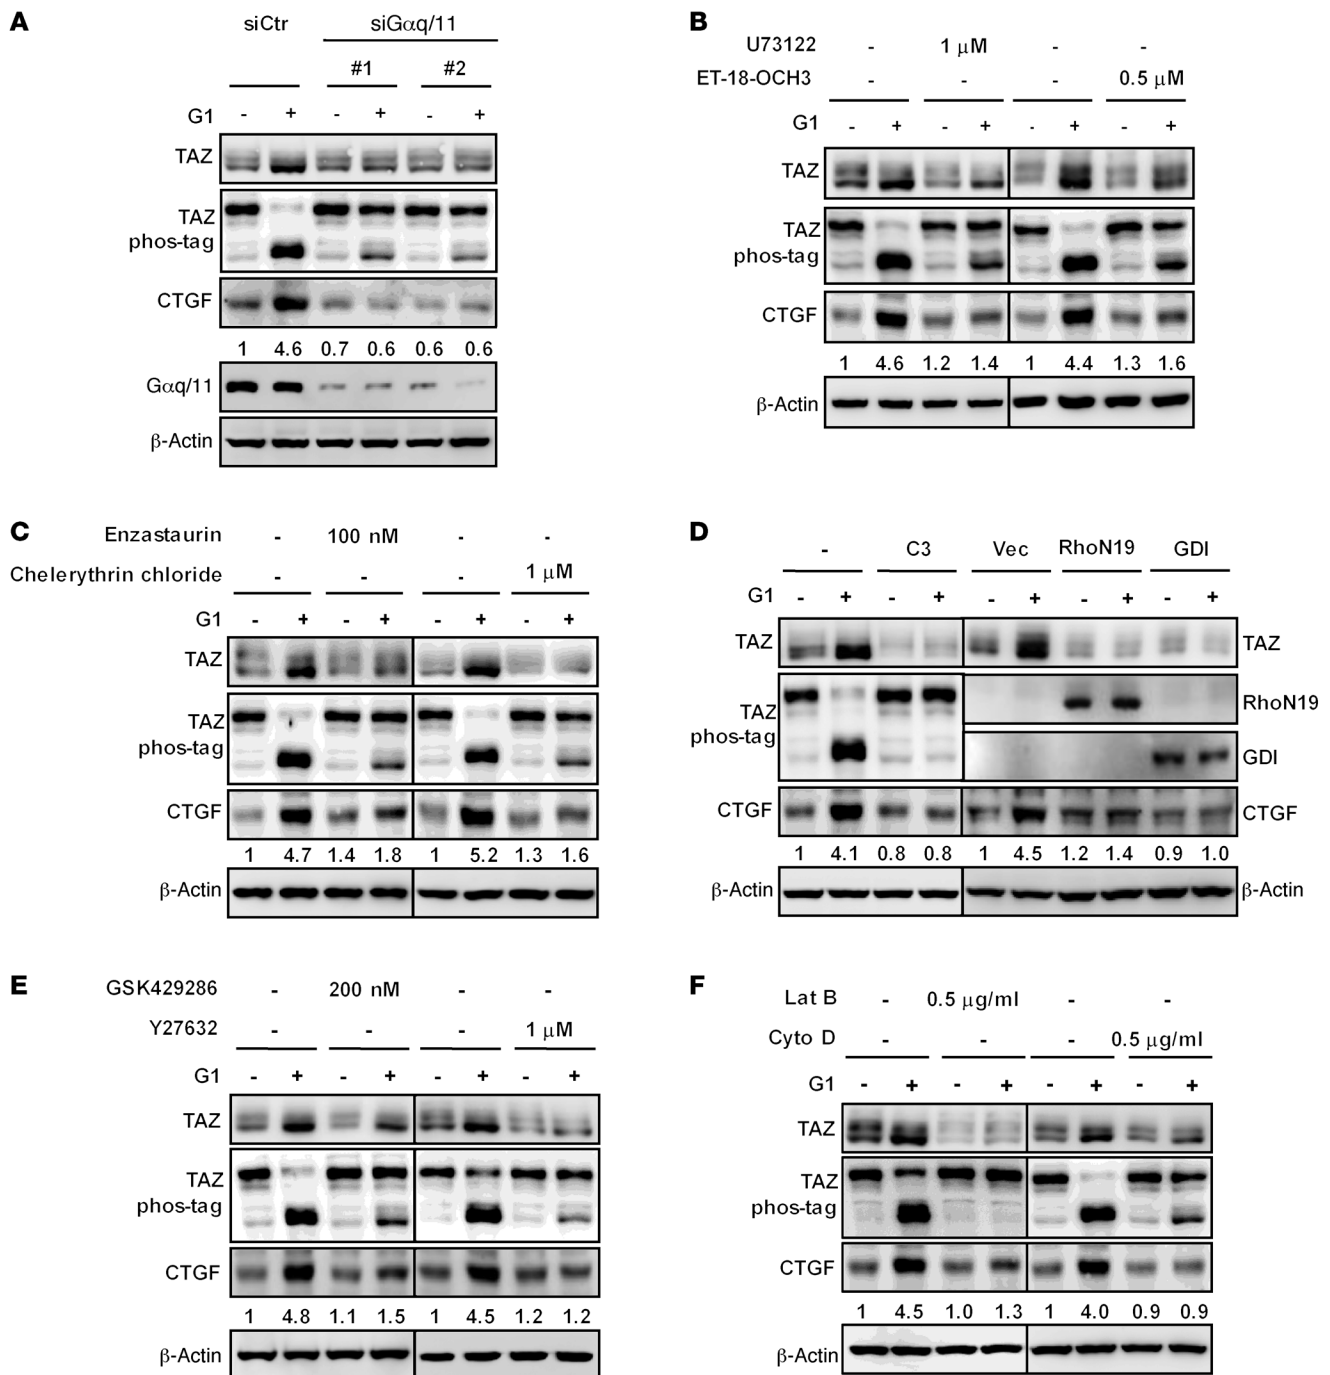 A
siCtr siGαq/11
#1 #2
G1 - + - + - +
TAZ
TAZ
phos-tag
CTGF
1 4.6 0.7 0.6 0.6 0.6
Gαq/11
β-Actin
B
U73122 - 1 μM - -
ET-18-OCH3 - - - 0.5 μM
G1 - + - + - + - +
TAZ
TAZ
phos-tag
CTGF
1 4.6 1.2 1.4 1 4.4 1.3 1.6
β-Actin
C
Enzastaurin - 100 nM - -
Chelerythrin chloride - - - 1 μM
G1 - + - + - + - +
TAZ
TAZ
phos-tag
CTGF
1 4.7 1.4 1.8 1 5.2 1.3 1.6
β-Actin
D
- C3 Vec RhoN19 GDI
G1 - + - + - + - + - +
TAZ TAZ
RhoN19
TAZ
phos-tag
GDI
CTGF CTGF
1 4.1 0.8 0.8 1 4.5 1.2 1.4 0.9 1.0
β-Actin β-Actin
E
GSK429286 - 200 nM - -
Y27632 - - - 1 μM
G1 - + - + - + - +
TAZ
TAZ
phos-tag
CTGF
1 4.8 1.1 1.5 1 4.5 1.2 1.2
β-Actin
F
Lat B - 0.5 μg/ml - -
Cyto D - - - 0.5 μg/ml
G1 - + - + - + - +
TAZ
TAZ
phos-tag
CTGF
1 4.5 1.0 1.3 1 4.0 0.9 0.9
β-Actin